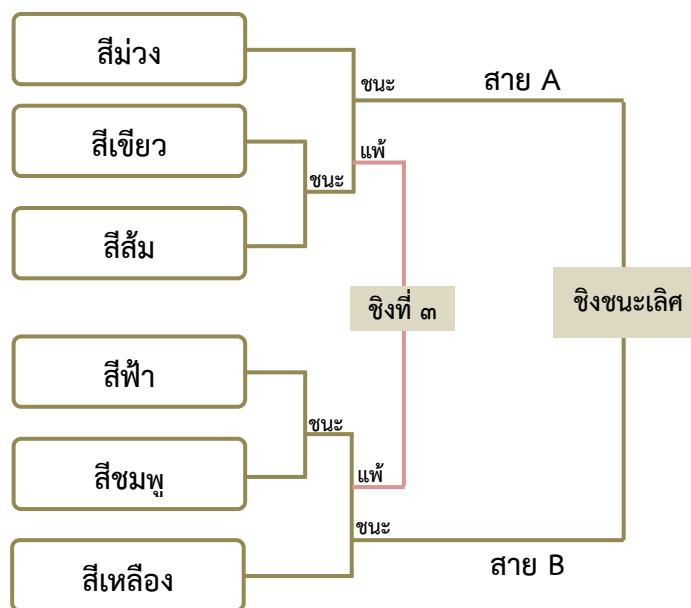 สีม่วง
ชนะ
สาย A
สีเขียว
แพ้
ชนะ
สีส้ม
ชิงที่ ๓
ชิงชนะเลิศ
สีฟ้า
ชนะ
สีชมพู
แพ้
ชนะ
สาย B
สีเหลือง